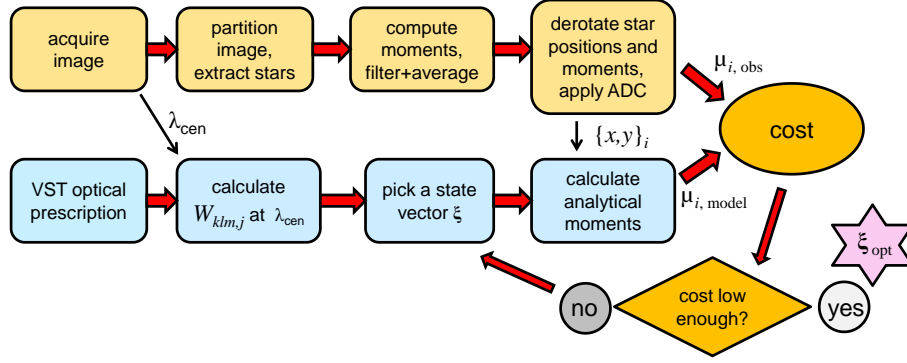 acquire
image
partition
image,
extract stars
compute
moments,
filter+average
derotate star
positions and
moments,
apply ADC
μi, obs
λcen
{x,y}i
cost
VST optical
prescription
calculate
Wklm,j at λcen
pick a state
vector ξ
calculate
analytical
moments
μi, model
ξopt
no
cost low
enough?
yes